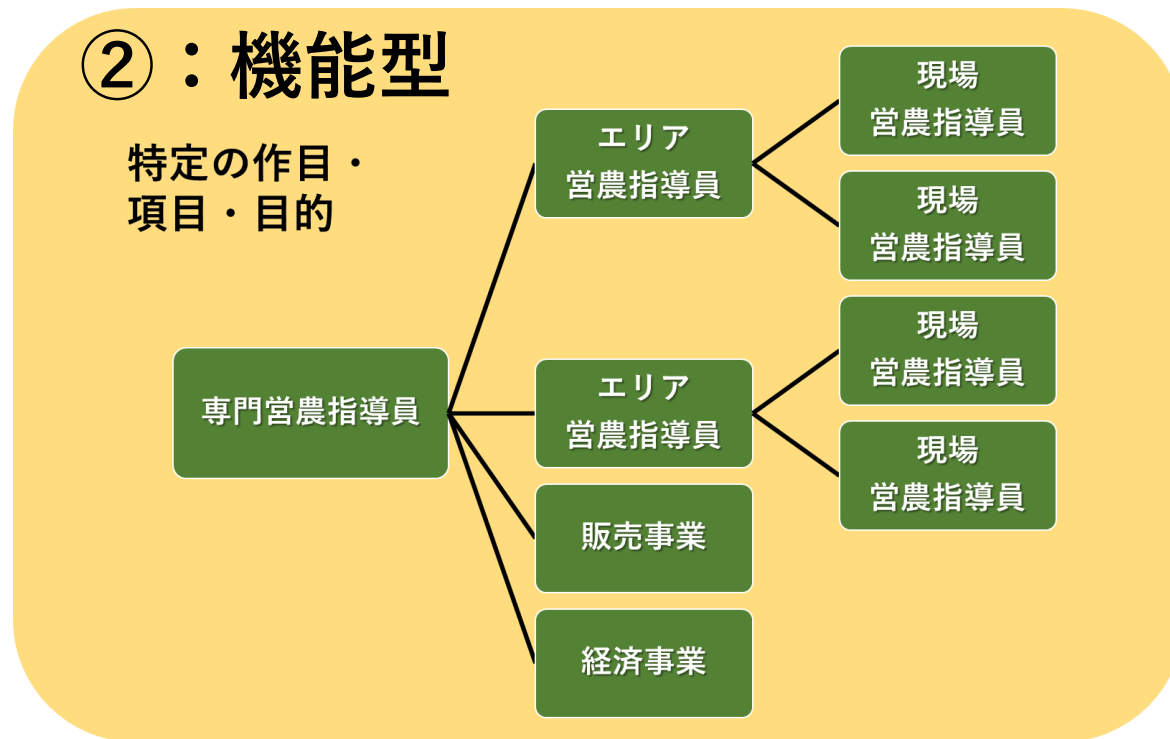 ②：機能型
特定の作目・
項目・目的
専門営農指導員
エリア
営農指導員
現場
営農指導員
現場
営農指導員
エリア
営農指導員
現場
営農指導員
現場
営農指導員
販売事業
経済事業